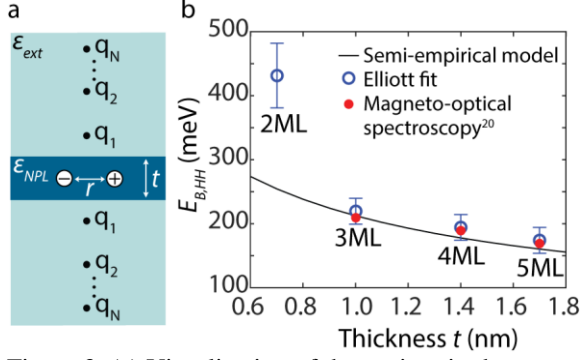 a
ε_ext
q_N
q_2
q_1
ε_NPL
− r +
t
q_1
q_2
q_N
b
E_B,HH (meV)
500
400
300
200
100
Semi-empirical model
Elliott fit
Magneto-optical
spectroscopy^20
2ML
3ML
4ML
5ML
0.6 0.8 1.0 1.2 1.4 1.6 1.8
Thickness t (nm)